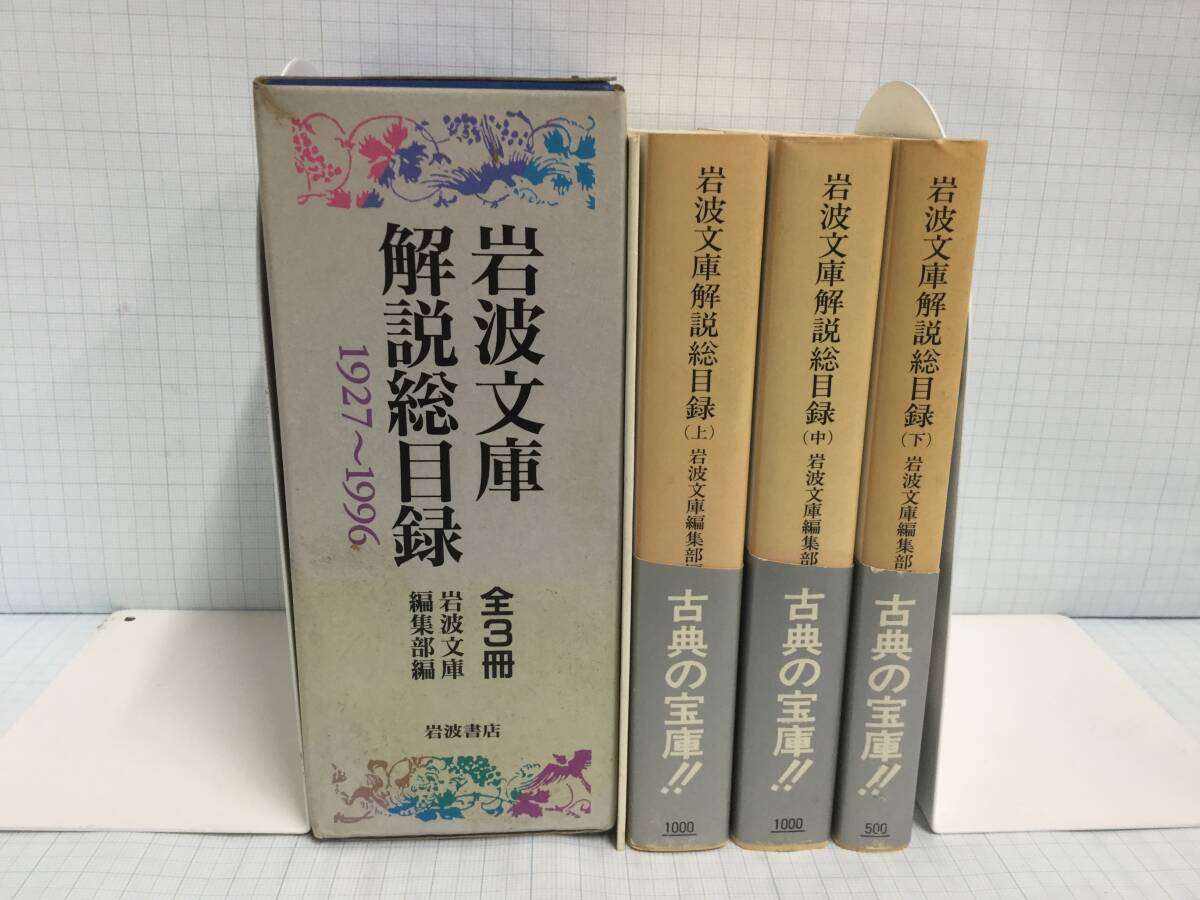 岩波文庫
解説総目録
1927〜1996
全3冊
岩波文庫
編集部編
岩波書店
岩波文庫解説総目録(上)岩波文庫編集部
古典の宝庫!!
1000
岩波文庫解説総目録(中)岩波文庫編集部
古典の宝庫!!
1000
岩波文庫解説総目録(下)岩波文庫編集部
古典の宝庫!!
500